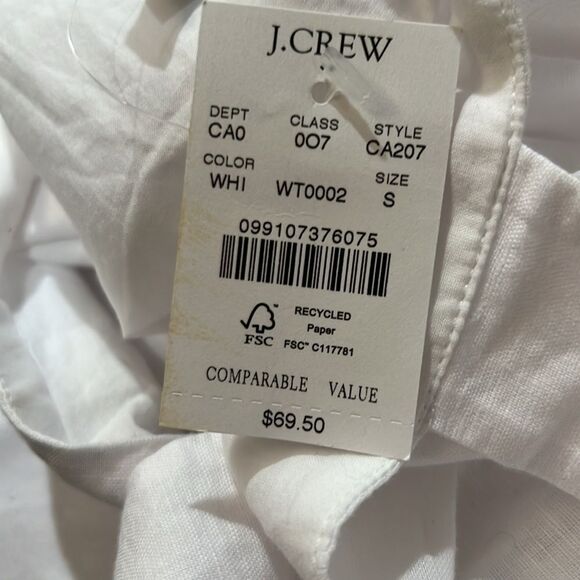 J.CREW
DEPT CLASS STYLE
CA0 0O7 CA207
COLOR SIZE
WHI WT0002 S
099107376075
RECYCLED
Paper
FSC™ C117781
FSC
COMPARABLE VALUE
$69.50